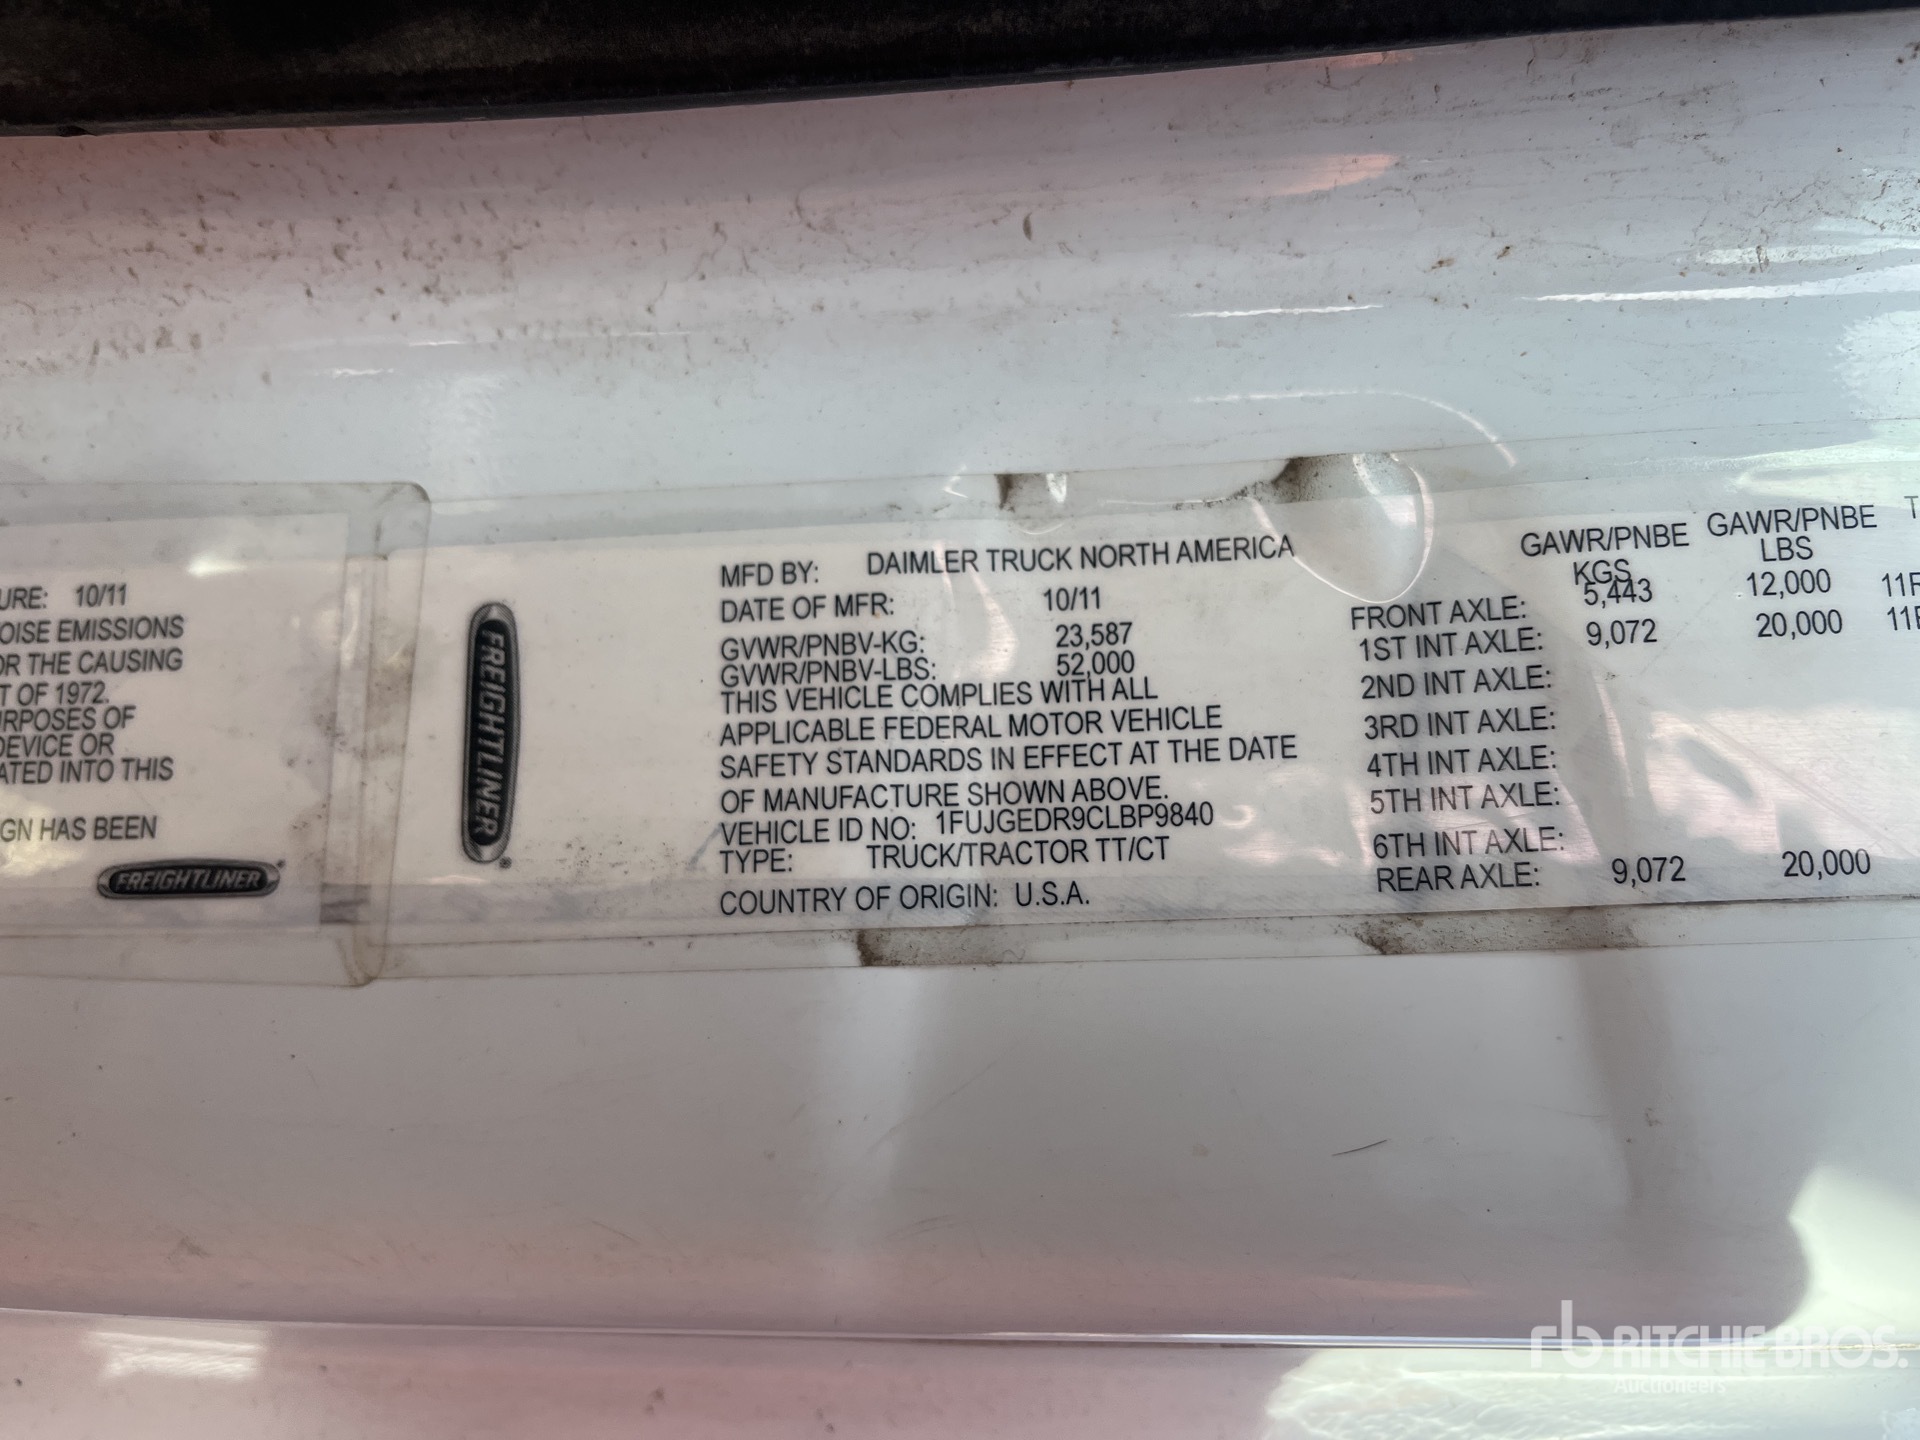 URE: 10/11
OISE EMISSIONS
OR THE CAUSING
T OF 1972.
RPOSES OF
DEVICE OR
ATED INTO THIS
GN HAS BEEN
FREIGHTLINER
FREIGHTLINER
MFD BY: DAIMLER TRUCK NORTH AMERICA
DATE OF MFR: 10/11
GVWR/PNBV-KG: 23,587
GVWR/PNBV-LBS: 52,000
THIS VEHICLE COMPLIES WITH ALL
APPLICABLE FEDERAL MOTOR VEHICLE
SAFETY STANDARDS IN EFFECT AT THE DATE
OF MANUFACTURE SHOWN ABOVE.
VEHICLE ID NO: 1FUJGEDR9CLBP9840
TYPE: TRUCK/TRACTOR TT/CT
COUNTRY OF ORIGIN: U.S.A.
GAWR/PNBE GAWR/PNBE T
KGS LBS
FRONT AXLE: 5,443 12,000 11R
1ST INT AXLE: 9,072 20,000 11R
2ND INT AXLE:
3RD INT AXLE:
4TH INT AXLE:
5TH INT AXLE:
6TH INT AXLE:
REAR AXLE: 9,072 20,000
rb RITCHIE BROS.
Auctioneers